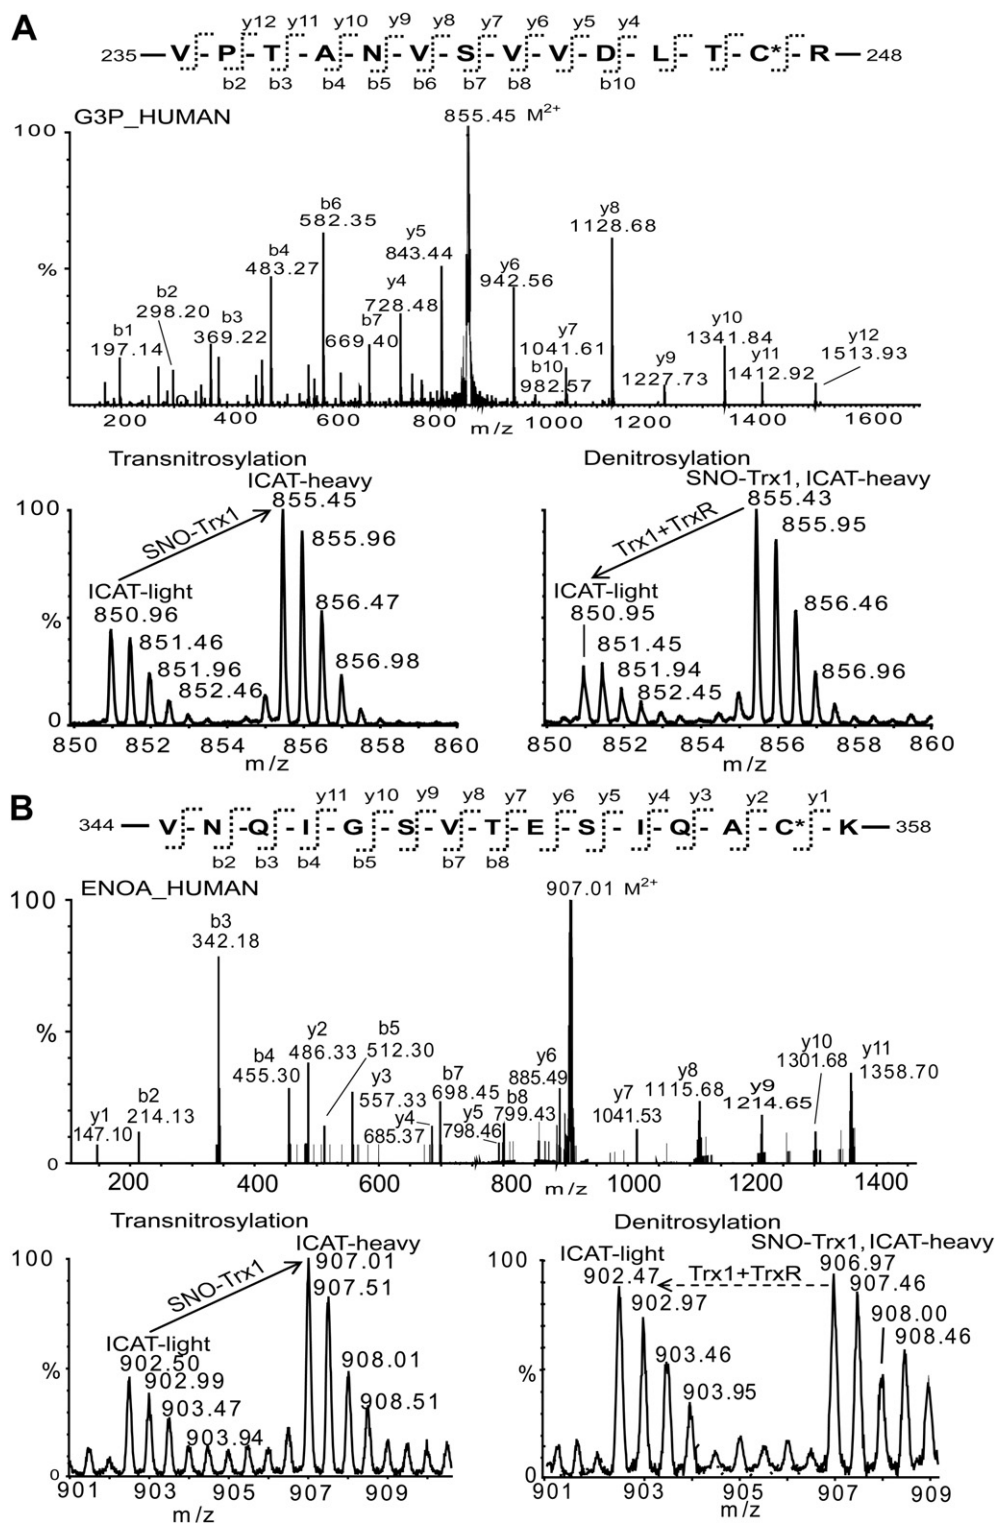 A
y12 y11 y10 y9 y8 y7 y6 y5 y4
235 — V - P - T - A - N - V - S - V - V - D - L - T - C* - R — 248
b2 b3 b4 b5 b6 b7 b8 b10
G3P_HUMAN
855.45 M2+
100
%
b1
197.14
b2
298.20
b3
369.22
b4
483.27
b6
582.35
b7
669.40
y4
728.48
y5
843.44
y6
942.56
b10
982.57
y7
1041.61
y8
1128.68
y9
1227.73
y10
1341.84
y11
1412.92
y12
1513.93
200 400 600 800 1000 1200 1400 1600
m/z
Transnitrosylation
ICAT-heavy
100
%
0
SNO-Trx1
855.45
855.96
856.47
856.98
ICAT-light
850.96
851.46
851.96
852.46
850 852 854 856 858 860
m/z
Denitrosylation
SNO-Trx1, ICAT-heavy
100
%
0
Trx1+TrxR
855.43
855.95
856.46
856.96
ICAT-light
850.95
851.45
851.94
852.45
850 852 854 856 858 860
m/z
B
y11 y10 y9 y8 y7 y6 y5 y4 y3 y2 y1
344 — V - N - Q - I - G - S - V - T - E - S - I - Q - A - C* - K — 358
b2 b3 b4 b5 b7 b8
ENOA_HUMAN
907.01 M2+
100
%
0
y1
147.10
b2
214.13
b3
342.18
b4
455.30
y2
486.33
b5
512.30
y3
557.33
y4
685.37
b7
698.45
y5
798.46
b8
799.43
y6
885.49
y7
1041.53
y8
1115.68
y9
1214.65
y10
1301.68
y11
1358.70
200 400 600 800 1000 1200 1400
m/z
Transnitrosylation
ICAT-heavy
100
%
0
SNO-Trx1
907.01
907.51
908.01
908.51
ICAT-light
902.50
902.99
903.47
903.94
901 903 905 907 909
m/z
Denitrosylation
SNO-Trx1, ICAT-heavy
100
%
0
ICAT-light
902.47
902.97
903.46
903.95
Trx1+TrxR
906.97
907.46
908.00
908.46
901 903 905 907 909
m/z